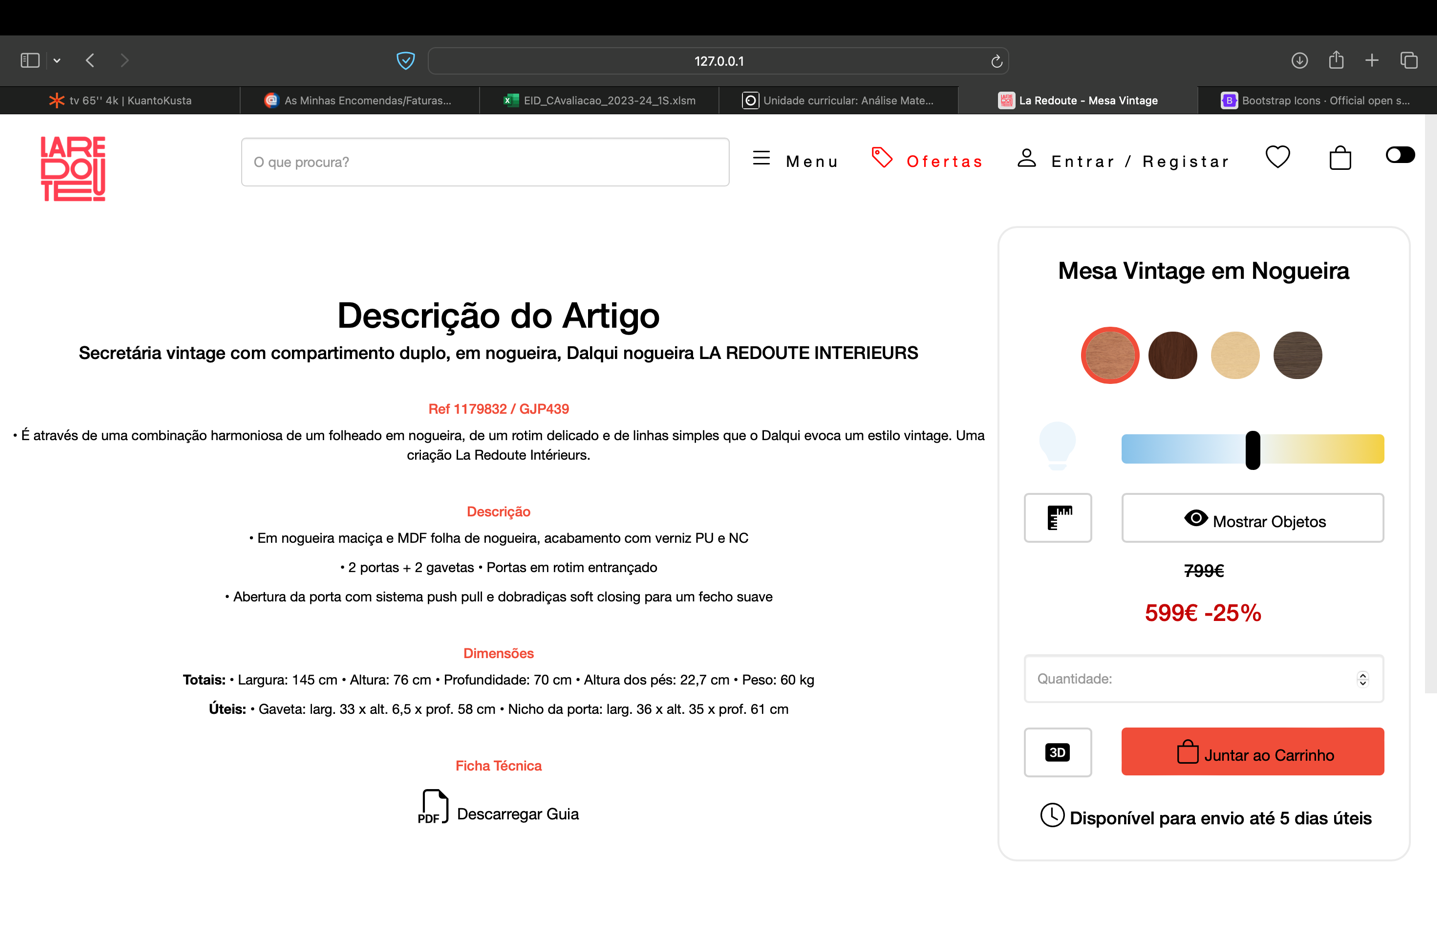 127.0.0.1
tv 65'' 4k | KuantoKusta
As Minhas Encomendas/Faturas...
EID_CAvaliacao_2023-24_1S.xlsm
Unidade curricular: Análise Mate...
La Redoute - Mesa Vintage
Bootstrap Icons · Official open s...
LA REDOUTE
O que procura?
Menu
Ofertas
Entrar / Registar
Descrição do Artigo
Secretária vintage com compartimento duplo, em nogueira, Dalqui nogueira LA REDOUTE INTERIEURS
Ref 1179832 / GJP439
• É através de uma combinação harmoniosa de um folheado em nogueira, de um rotim delicado e de linhas simples que o Dalqui evoca um estilo vintage. Uma
criação La Redoute Intérieurs.
Descrição
• Em nogueira maciça e MDF folha de nogueira, acabamento com verniz PU e NC
• 2 portas + 2 gavetas • Portas em rotim entrançado
• Abertura da porta com sistema push pull e dobradiças soft closing para um fecho suave
Dimensões
Totais: • Largura: 145 cm • Altura: 76 cm • Profundidade: 70 cm • Altura dos pés: 22,7 cm • Peso: 60 kg
Úteis: • Gaveta: larg. 33 x alt. 6,5 x prof. 58 cm • Nicho da porta: larg. 36 x alt. 35 x prof. 61 cm
Ficha Técnica
PDF Descarregar Guia
Mesa Vintage em Nogueira
Mostrar Objetos
799€
599€ -25%
Quantidade:
3D
Juntar ao Carrinho
Disponível para envio até 5 dias úteis